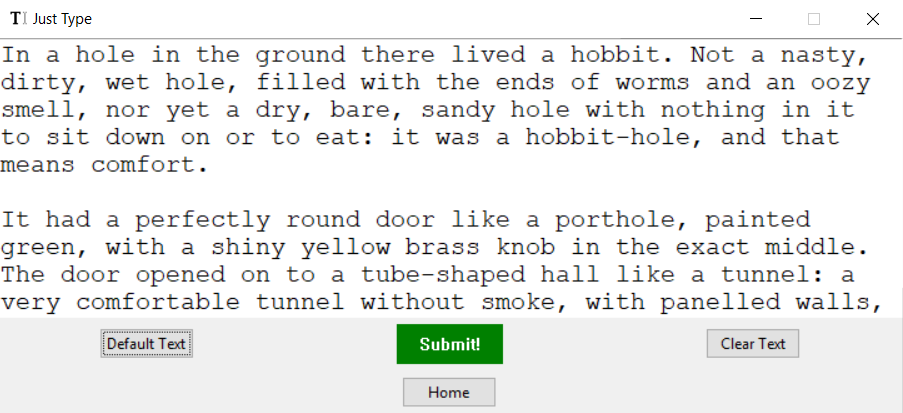 Just Type
In a hole in the ground there lived a hobbit. Not a nasty,
dirty, wet hole, filled with the ends of worms and an oozy
smell, nor yet a dry, bare, sandy hole with nothing in it
to sit down on or to eat: it was a hobbit-hole, and that
means comfort.
It had a perfectly round door like a porthole, painted
green, with a shiny yellow brass knob in the exact middle.
The door opened on to a tube-shaped hall like a tunnel: a
very comfortable tunnel without smoke, with panelled walls,
Default Text
Submit!
Clear Text
Home